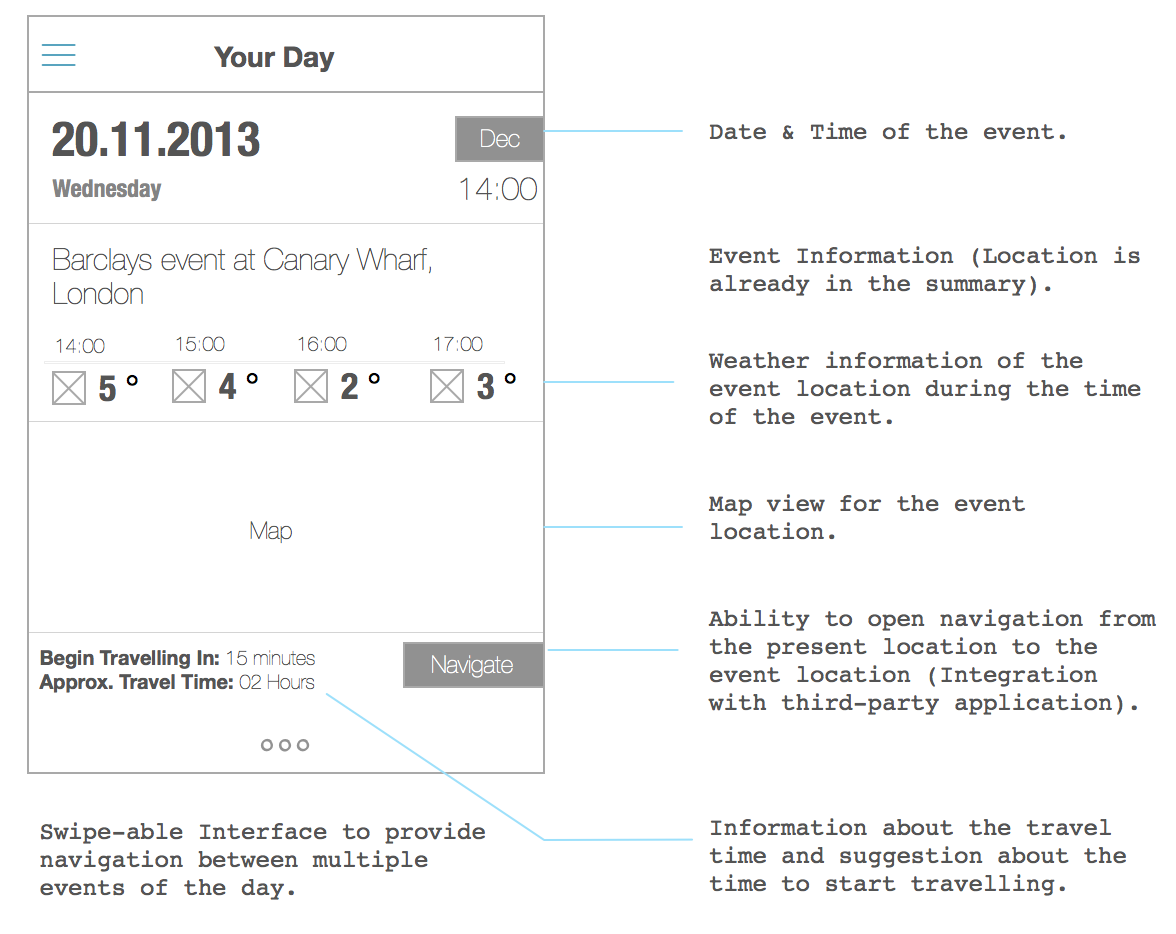 Your Day
20.11.2013
Dec
Wednesday
14:00
Barclays event at Canary Wharf,
London
14:00 15:00 16:00 17:00
5 ° 4 ° 2 ° 3 °
Map
Begin Travelling In: 15 minutes
Approx. Travel Time: 02 Hours
Navigate
Date & Time of the event.
Event Information (Location is
already in the summary).
Weather information of the
event location during the time
of the event.
Map view for the event
location.
Ability to open navigation from
the present location to the
event location (Integration
with third-party application).
Swipe-able Interface to provide
navigation between multiple
events of the day.
Information about the travel
time and suggestion about the
time to start travelling.